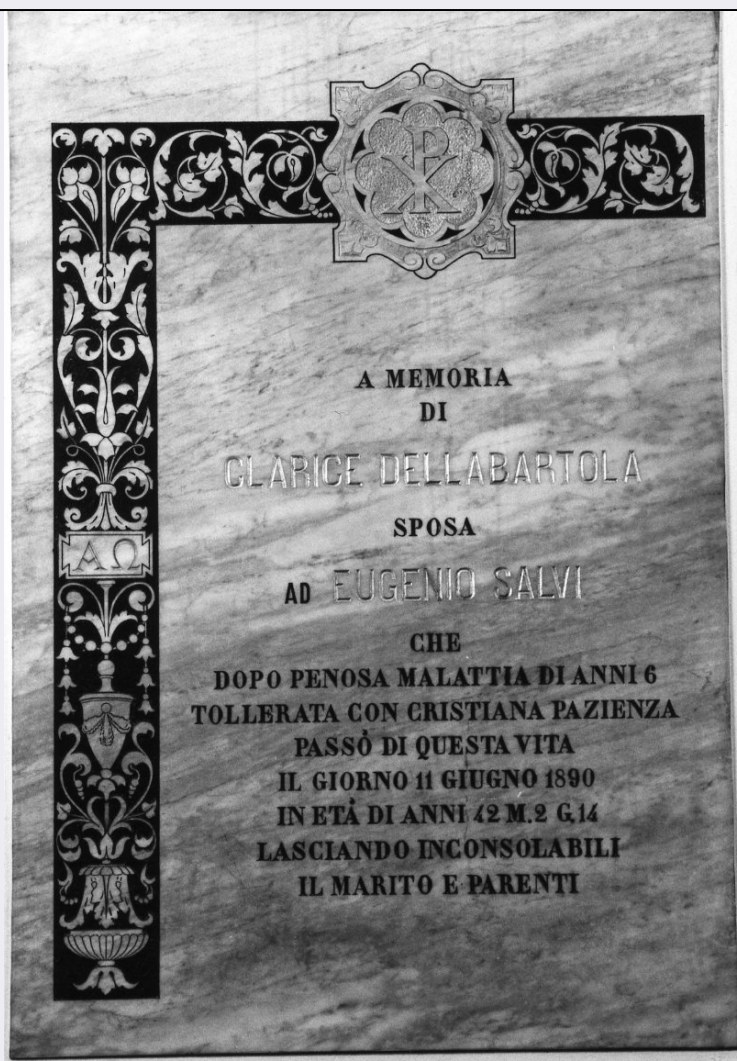 A MEMORIA
DI
CLARICE DELLABARTOLA
SPOSA
AD EUGENIO SALVI
CHE
DOPO PENOSA MALATTIA DI ANNI 6
TOLLERATA CON CRISTIANA PAZIENZA
PASSÒ DI QUESTA VITA
IL GIORNO 11 GIUGNO 1890
IN ETÀ DI ANNI 42 M. 2 G. 14
LASCIANDO INCONSOLABILI
IL MARITO E PARENTI
ΑΩ